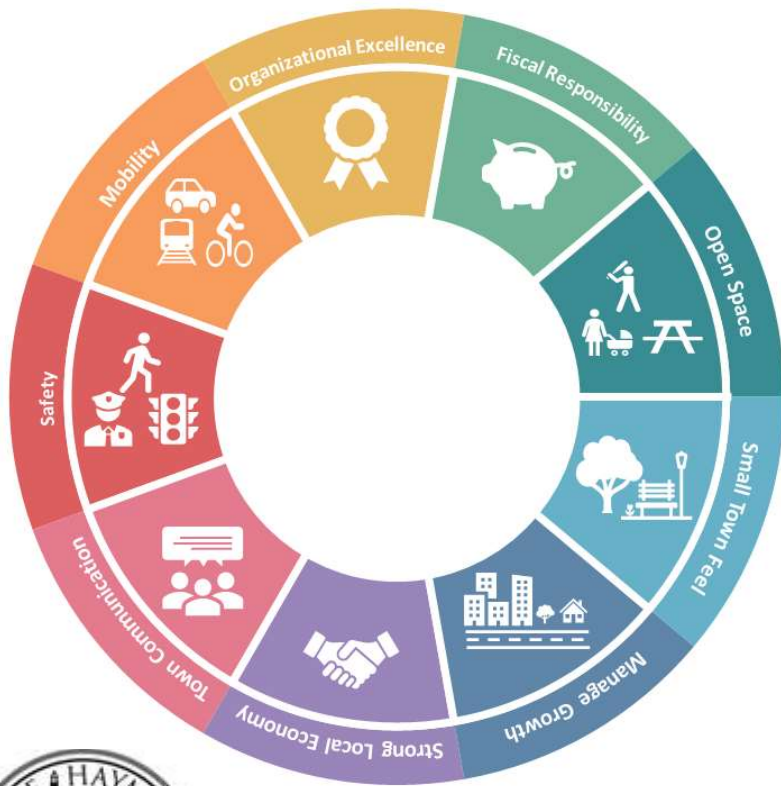 Organizational Excellence
Fiscal Responsibility
Open Space
Small Town Feel
Manage Growth
Strong Local Economy
Town Communication
Safety
Mobility